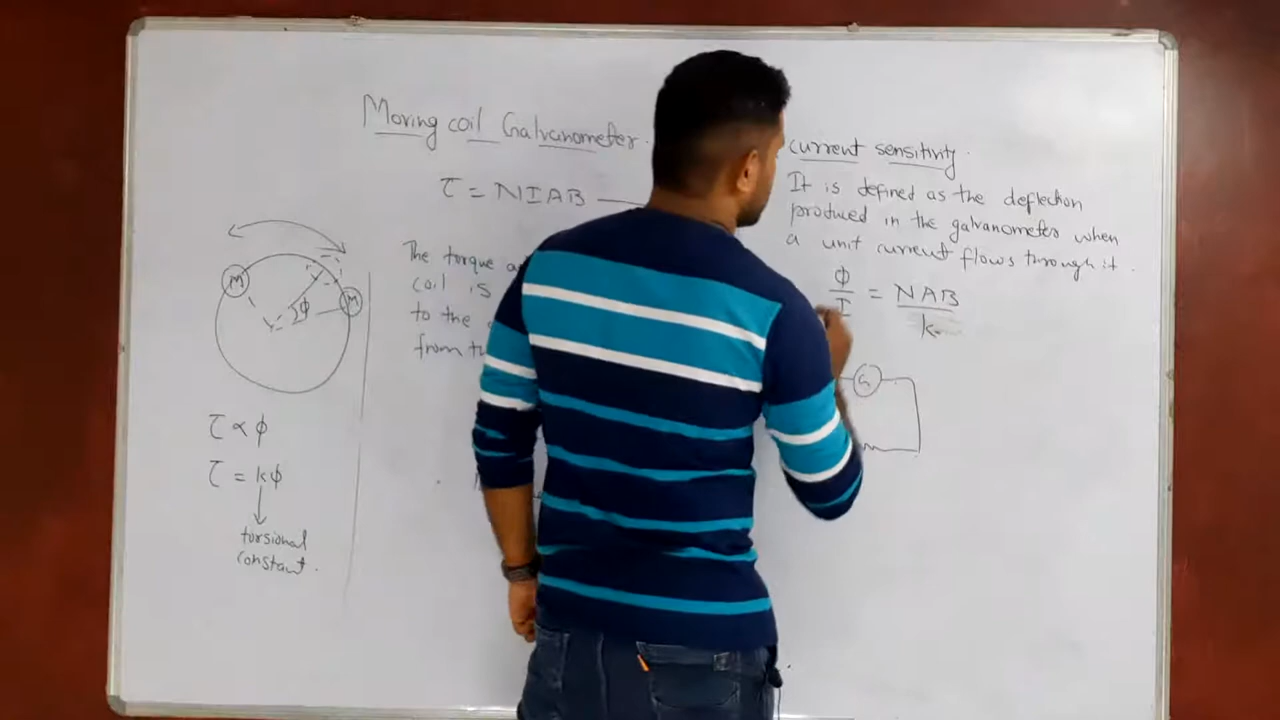 Moving coil Galvanometer.
τ = NIAB
The torque
coil is
to the
from
M
M
ϕ
τ ∝ ϕ
τ = kϕ
torsional
constant.
current sensitivity.
It is defined as the deflection
produced in the galvanometer when
a unit current flows through it.
ϕ/I = NAB/k
G